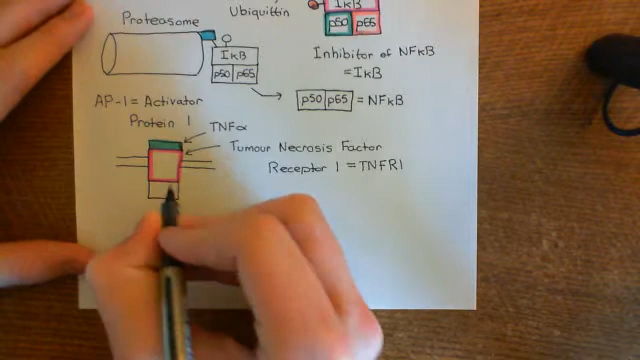 Proteasome
Ubiquitin
IκB
p50 p65
IκB
p50 p65
Inhibitor of NFκB
= IκB
p50 p65 = NFκB
AP-1 = Activator
Protein 1
TNFα
Tumour Necrosis Factor
Receptor 1 = TNFR1